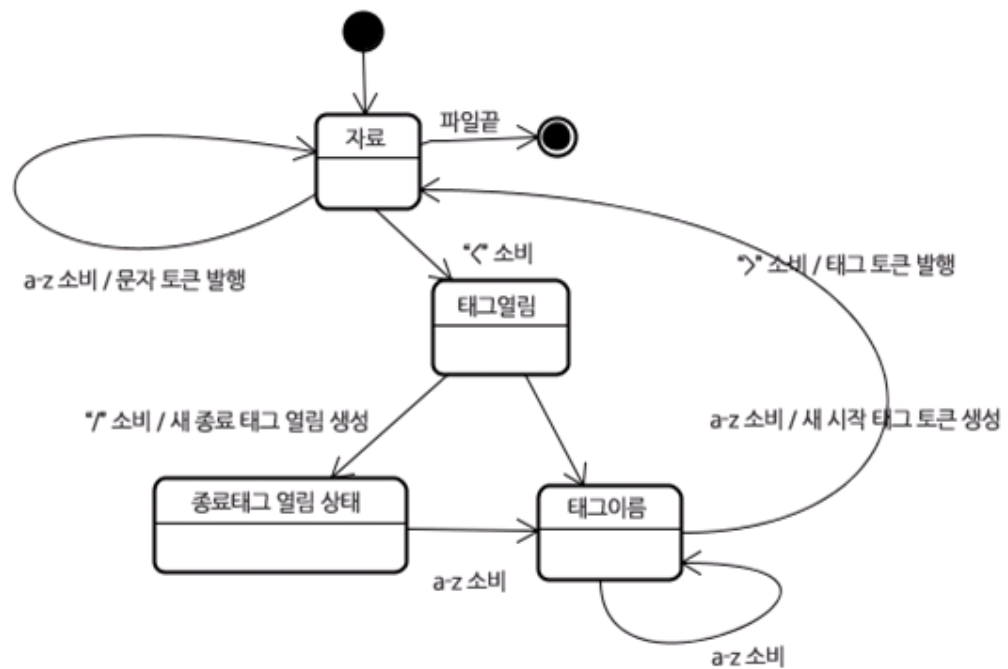 파일끝
자료
"<" 소비
a-z 소비 / 문자 토큰 발행
">" 소비 / 태그 토큰 발행
태그열림
"/" 소비 / 새 종료 태그 열림 생성
a-z 소비 / 새 시작 태그 토큰 생성
종료태그 열림 상태
태그이름
a-z 소비
a-z 소비